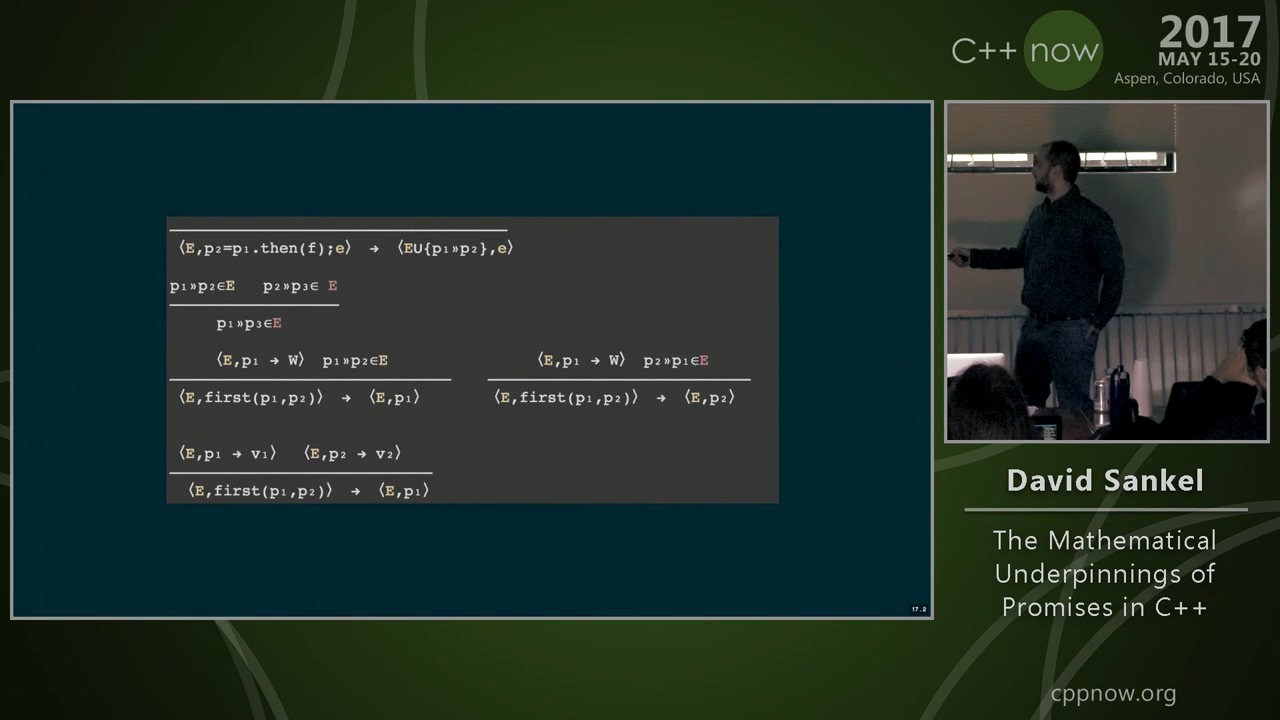 C++ now
2017
MAY 15-20
Aspen, Colorado, USA
⟨E,p₂=p₁.then(f);e⟩ → ⟨EU{p₁»p₂},e⟩
p₁»p₂∈E p₂»p₃∈ E
p₁»p₃∈E
⟨E,p₁ → W⟩ p₁»p₂∈E
⟨E,first(p₁,p₂)⟩ → ⟨E,p₁⟩
⟨E,p₁ → W⟩ p₂»p₁∈E
⟨E,first(p₁,p₂)⟩ → ⟨E,p₂⟩
⟨E,p₁ → v₁⟩ ⟨E,p₂ → v₂⟩
⟨E,first(p₁,p₂)⟩ → ⟨E,p₁⟩
17.2
David Sankel
The Mathematical
Underpinnings of
Promises in C++
cppnow.org